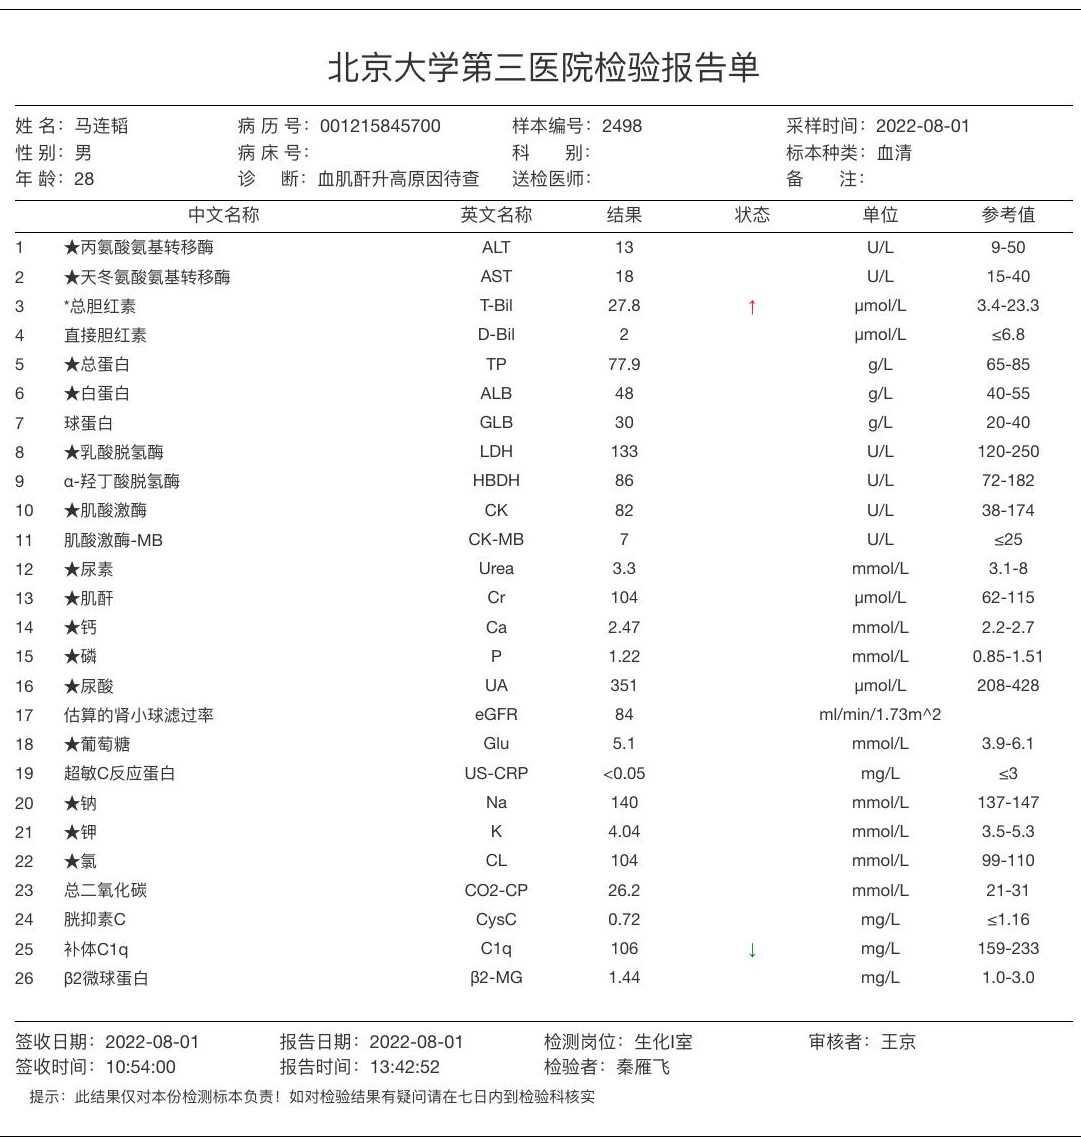 北京大学第三医院检验报告单
姓 名：马连韬 病 历 号：001215845700 样本编号：2498 采样时间：2022-08-01
性 别：男 病 床 号： 科 别： 标本种类：血清
年 龄：28 诊 断：血肌酐升高原因待查 送检医师： 备 注：
中文名称 英文名称 结果 状态 单位 参考值
1 ★丙氨酸氨基转移酶 ALT 13 U/L 9-50
2 ★天冬氨酸氨基转移酶 AST 18 U/L 15-40
3 *总胆红素 T-Bil 27.8 ↑ μmol/L 3.4-23.3
4 直接胆红素 D-Bil 2 μmol/L ≤6.8
5 ★总蛋白 TP 77.9 g/L 65-85
6 ★白蛋白 ALB 48 g/L 40-55
7 球蛋白 GLB 30 g/L 20-40
8 ★乳酸脱氢酶 LDH 133 U/L 120-250
9 α-羟丁酸脱氢酶 HBDH 86 U/L 72-182
10 ★肌酸激酶 CK 82 U/L 38-174
11 肌酸激酶-MB CK-MB 7 U/L ≤25
12 ★尿素 Urea 3.3 mmol/L 3.1-8
13 ★肌酐 Cr 104 μmol/L 62-115
14 ★钙 Ca 2.47 mmol/L 2.2-2.7
15 ★磷 P 1.22 mmol/L 0.85-1.51
16 ★尿酸 UA 351 μmol/L 208-428
17 估算的肾小球滤过率 eGFR 84 ml/min/1.73m^2
18 ★葡萄糖 Glu 5.1 mmol/L 3.9-6.1
19 超敏C反应蛋白 US-CRP <0.05 mg/L ≤3
20 ★钠 Na 140 mmol/L 137-147
21 ★钾 K 4.04 mmol/L 3.5-5.3
22 ★氯 CL 104 mmol/L 99-110
23 总二氧化碳 CO2-CP 26.2 mmol/L 21-31
24 胱抑素C CysC 0.72 mg/L ≤1.16
25 补体C1q C1q 106 ↓ mg/L 159-233
26 β2微球蛋白 β2-MG 1.44 mg/L 1.0-3.0
签收日期：2022-08-01 报告日期：2022-08-01 检测岗位：生化I室 审核者：王京
签收时间：10:54:00 报告时间：13:42:52 检验者：秦雁飞
提示：此结果仅对本份检测标本负责！如对检验结果有疑问请在七日内到检验科核实